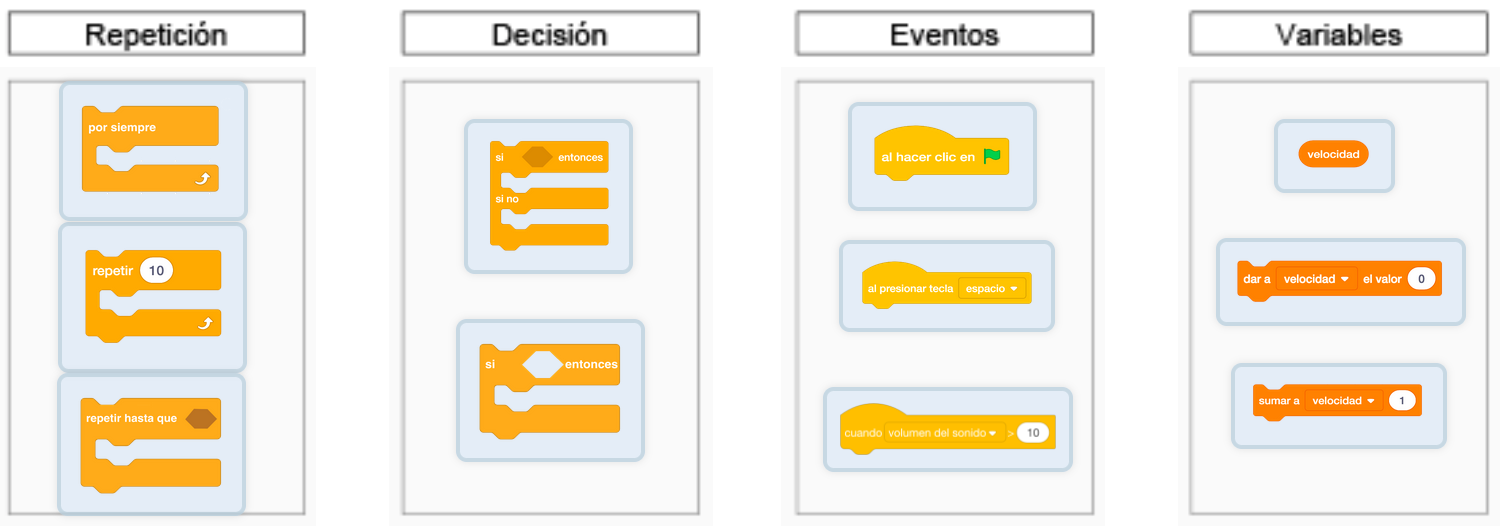 Repetición
Decisión
Eventos
Variables
por siempre
repetir 10
repetir hasta que
si entonces
si no
si entonces
al hacer clic en
al presionar tecla espacio
cuando volumen del sonido > 10
velocidad
dar a velocidad el valor 0
sumar a velocidad 1